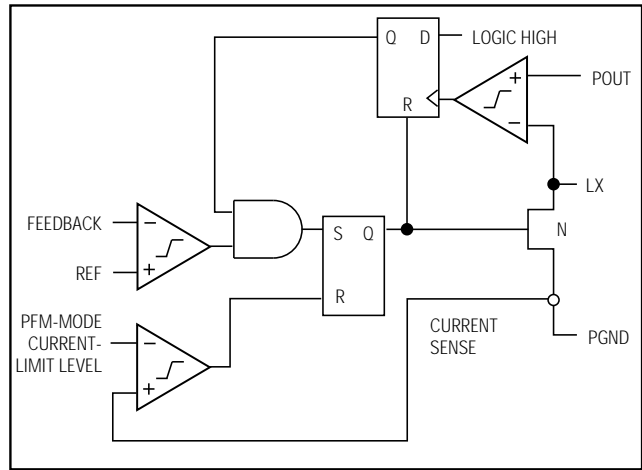 Q D LOGIC HIGH
R
+ POUT
−
LX
FEEDBACK −
REF +
S Q
R
N
PFM-MODE
CURRENT-
LIMIT LEVEL
−
+
CURRENT
SENSE
PGND